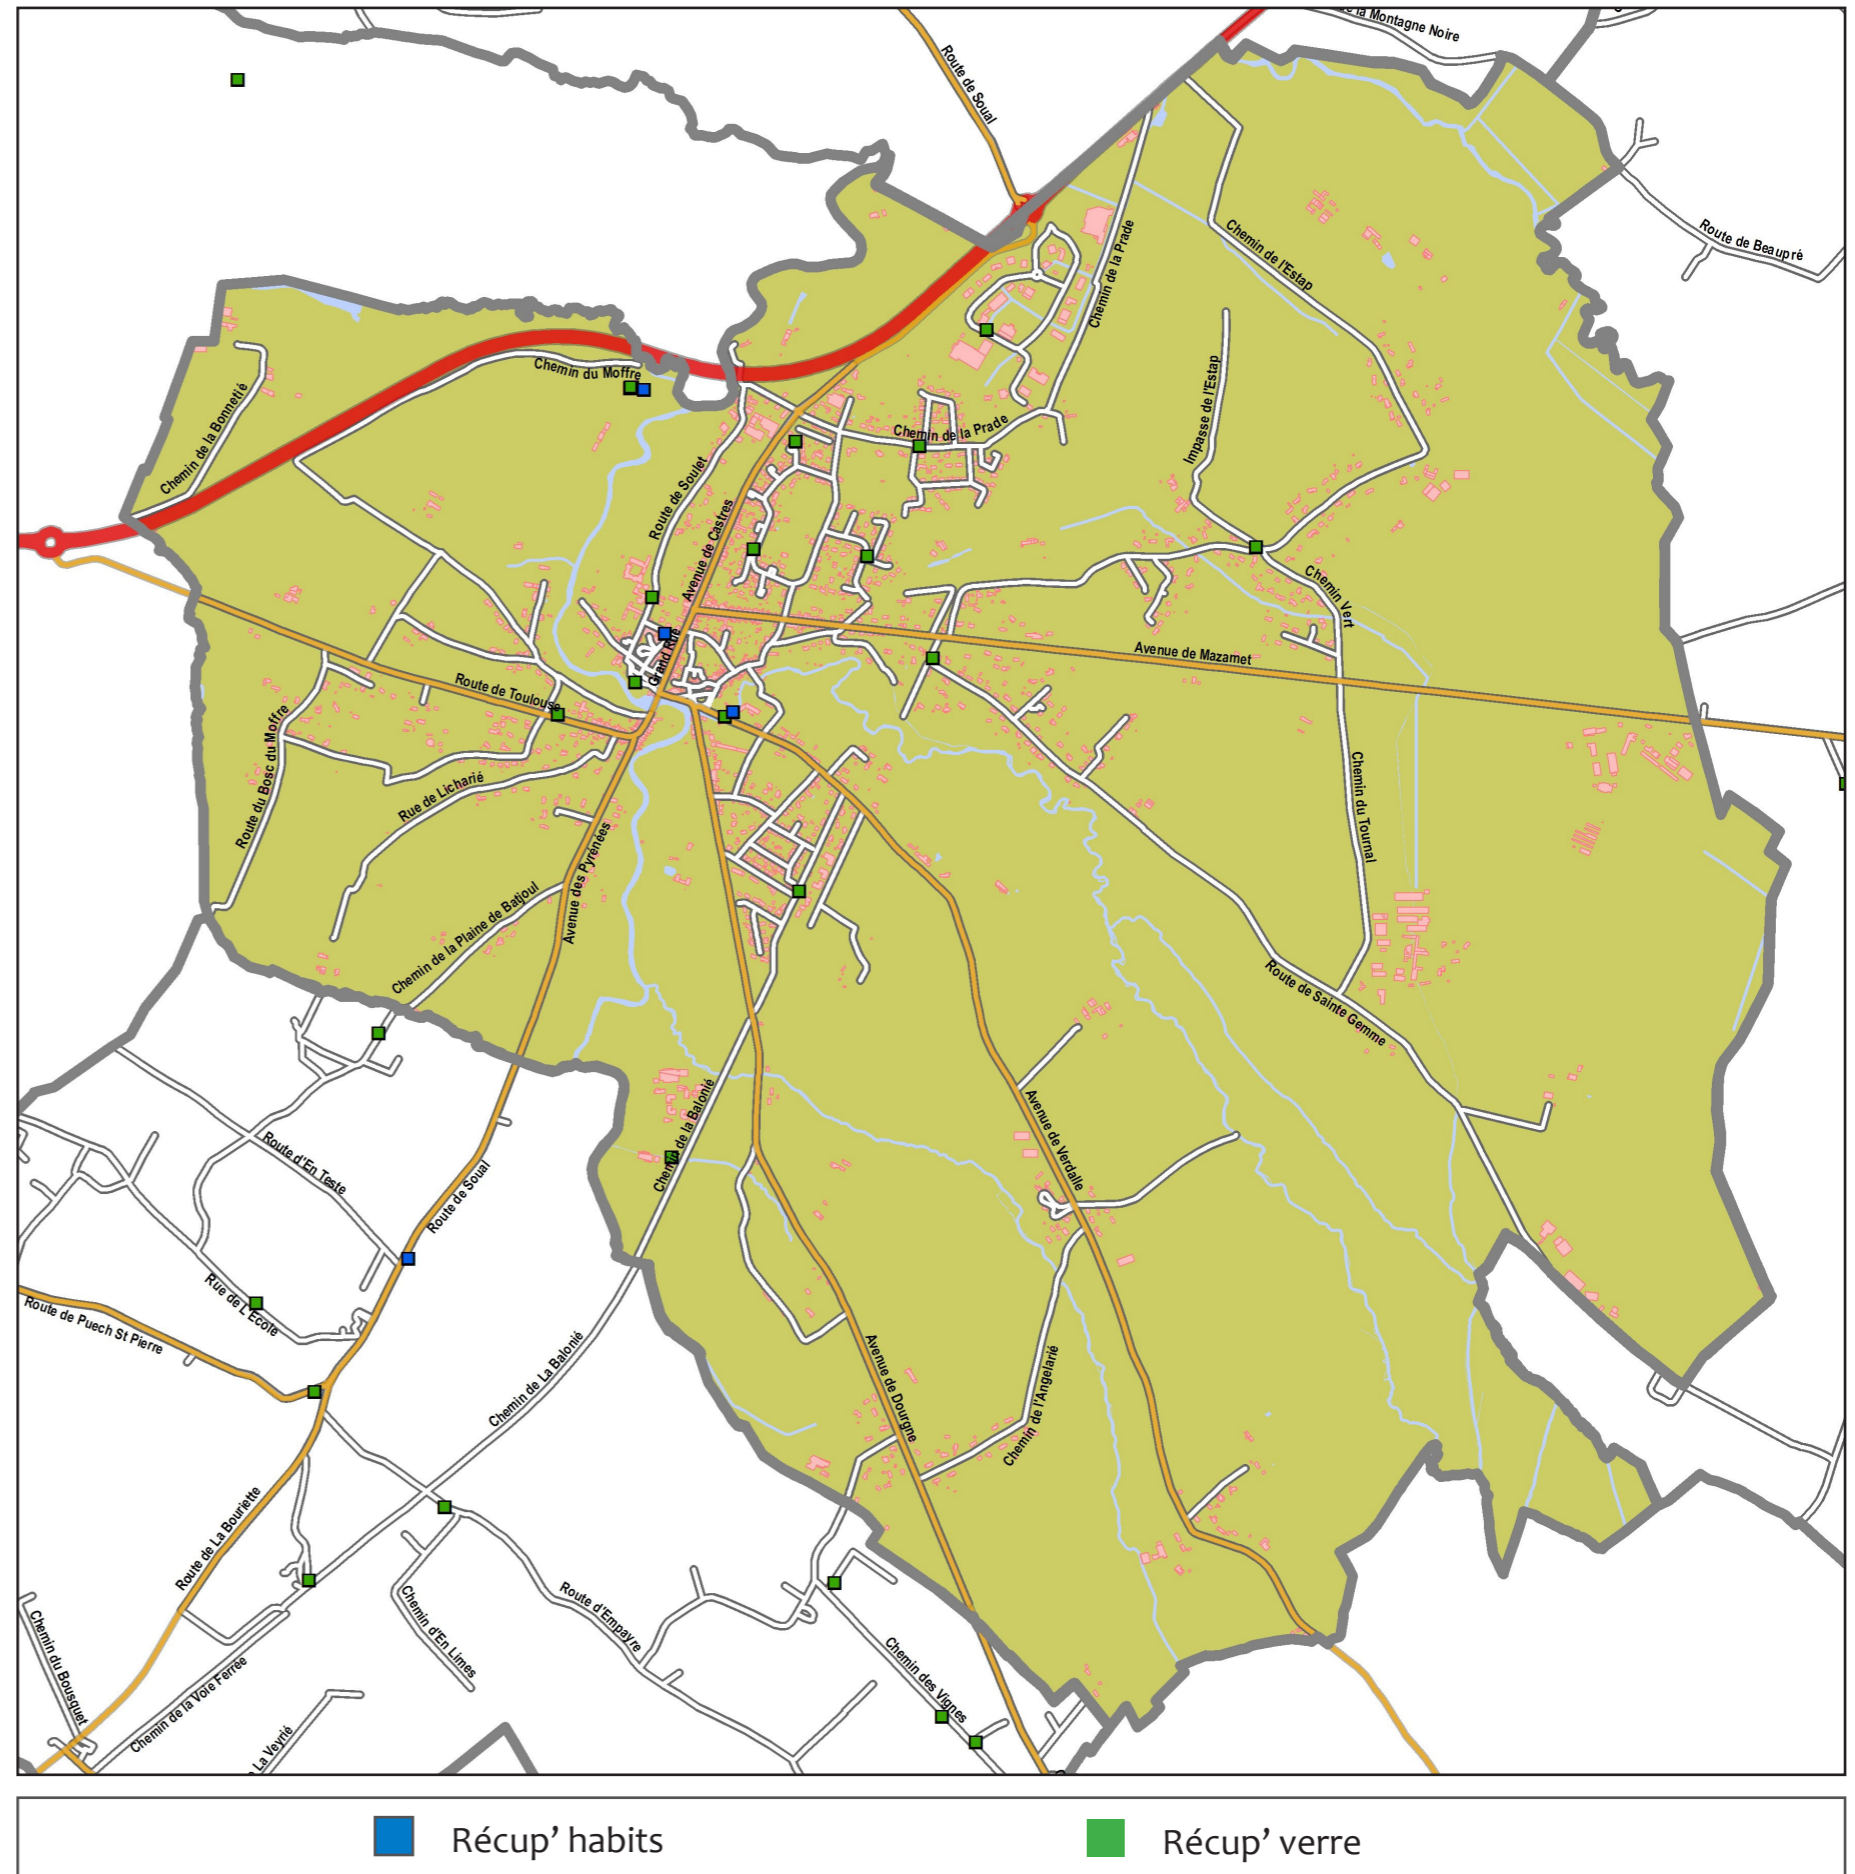 de la Montagne Noire
Route de Soual
Route de Beaupré
Chemin de l'Estap
Chemin de la Prade
Chemin du Moffre
Chemin de la Bonnetié
Impasse de l'Estap
Chemin de la Prade
Route de Soulet
Avenue de Castres
Chemin Vert
Grand Rue
Avenue de Mazamet
Route de Toulouse
Route du Bosc du Moffre
Rue de Licharié
Chemin du Tournal
Avenue des Pyrénées
Chemin de la Plaine de Batjoul
Route de Sainte Gemme
Chemin de la Balonié
Avenue de Verdalle
Route d'En Teste
Route de Soual
Rue de L'Ecole
Route de Puech St Pierre
Chemin de La Balonié
Avenue de Dourgne
Chemin de l'Angelarié
Route de La Bouriette
Route d'Empayre
Chemin d'En Limes
Chemin du Bousquet
Chemin des Vignes
Chemin de la Voie Ferrée
La Veyrié
Récup' habits
Récup' verre